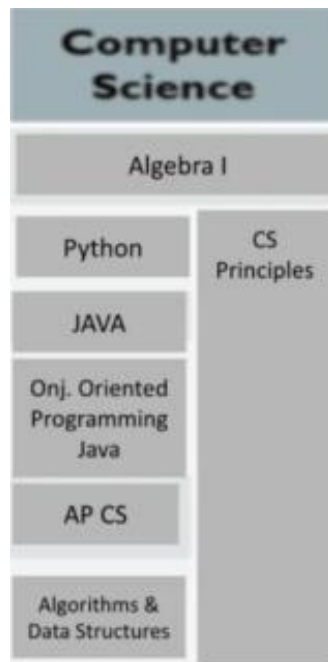 Computer
Science
Algebra I
Python
CS
Principles
JAVA
Onj. Oriented
Programming
Java
AP CS
Algorithms &
Data Structures